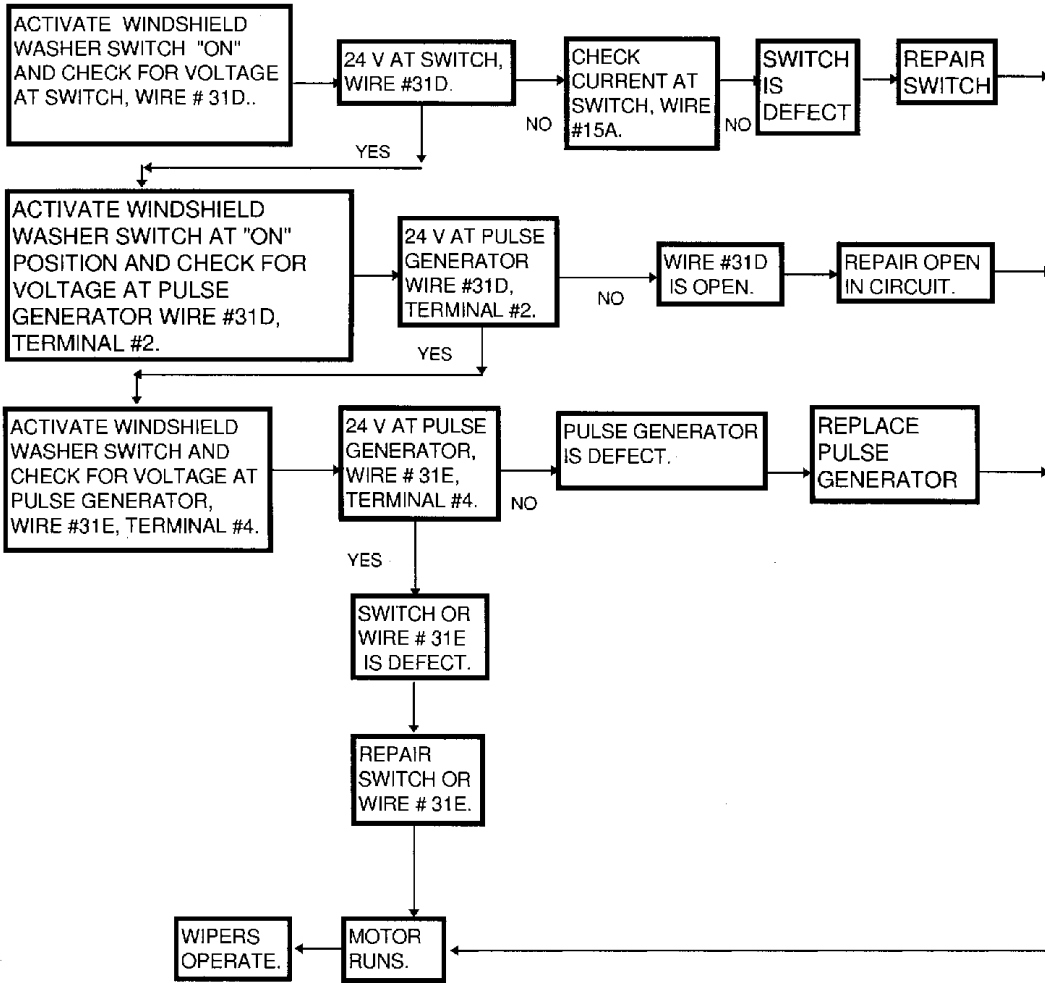 ACTIVATE WINDSHIELD
WASHER SWITCH "ON"
AND CHECK FOR VOLTAGE
AT SWITCH, WIRE # 31D..
24 V AT SWITCH,
WIRE #31D.
NO
CHECK
CURRENT AT
SWITCH, WIRE
#15A.
NO
SWITCH
IS
DEFECT
REPAIR
SWITCH
YES
ACTIVATE WINDSHIELD
WASHER SWITCH AT "ON"
POSITION AND CHECK FOR
VOLTAGE AT PULSE
GENERATOR WIRE #31D,
TERMINAL #2.
24 V AT PULSE
GENERATOR
WIRE #31D,
TERMINAL #2.
NO
WIRE #31D
IS OPEN.
REPAIR OPEN
IN CIRCUIT.
YES
ACTIVATE WINDSHIELD
WASHER SWITCH AND
CHECK FOR VOLTAGE AT
PULSE GENERATOR,
WIRE #31E, TERMINAL #4.
24 V AT PULSE
GENERATOR,
WIRE # 31E,
TERMINAL #4.
NO
PULSE GENERATOR
IS DEFECT.
REPLACE
PULSE
GENERATOR
YES
SWITCH OR
WIRE # 31E
IS DEFECT.
REPAIR
SWITCH OR
WIRE # 31E.
WIPERS
OPERATE.
MOTOR
RUNS.